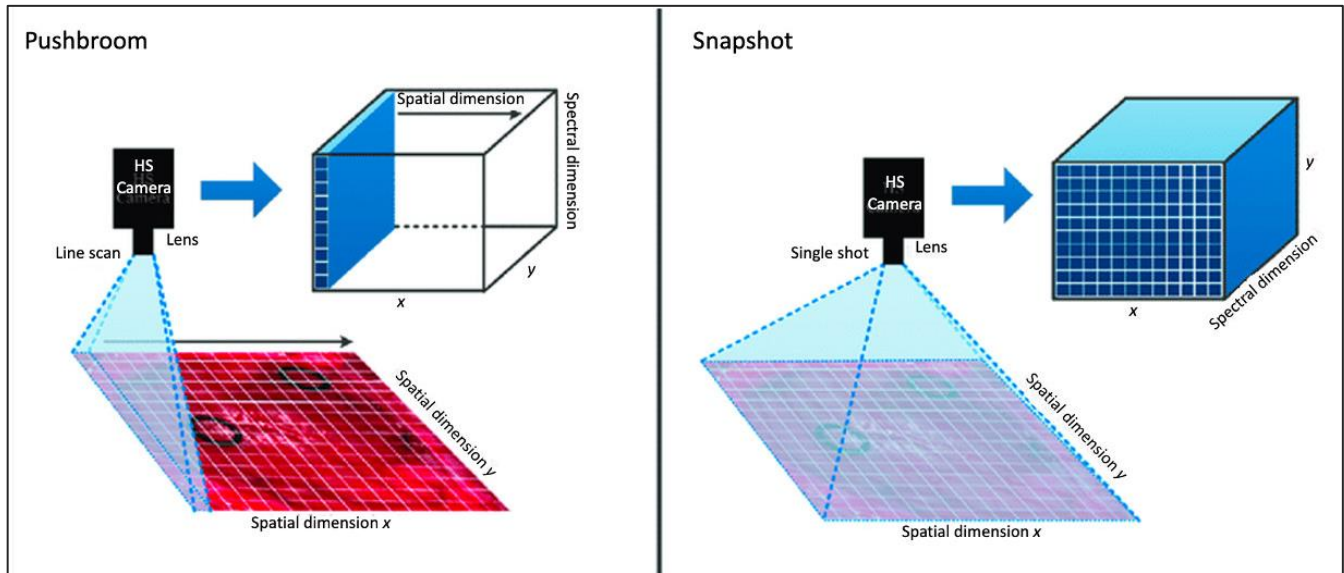 Pushbroom
Spatial dimension
Spectral dimension
HS
Camera
Lens
Line scan
y
x
Spatial dimension y
Spatial dimension x
Snapshot
y
HS
Camera
Single shot
Lens
x
Spectral dimension
Spatial dimension y
Spatial dimension x